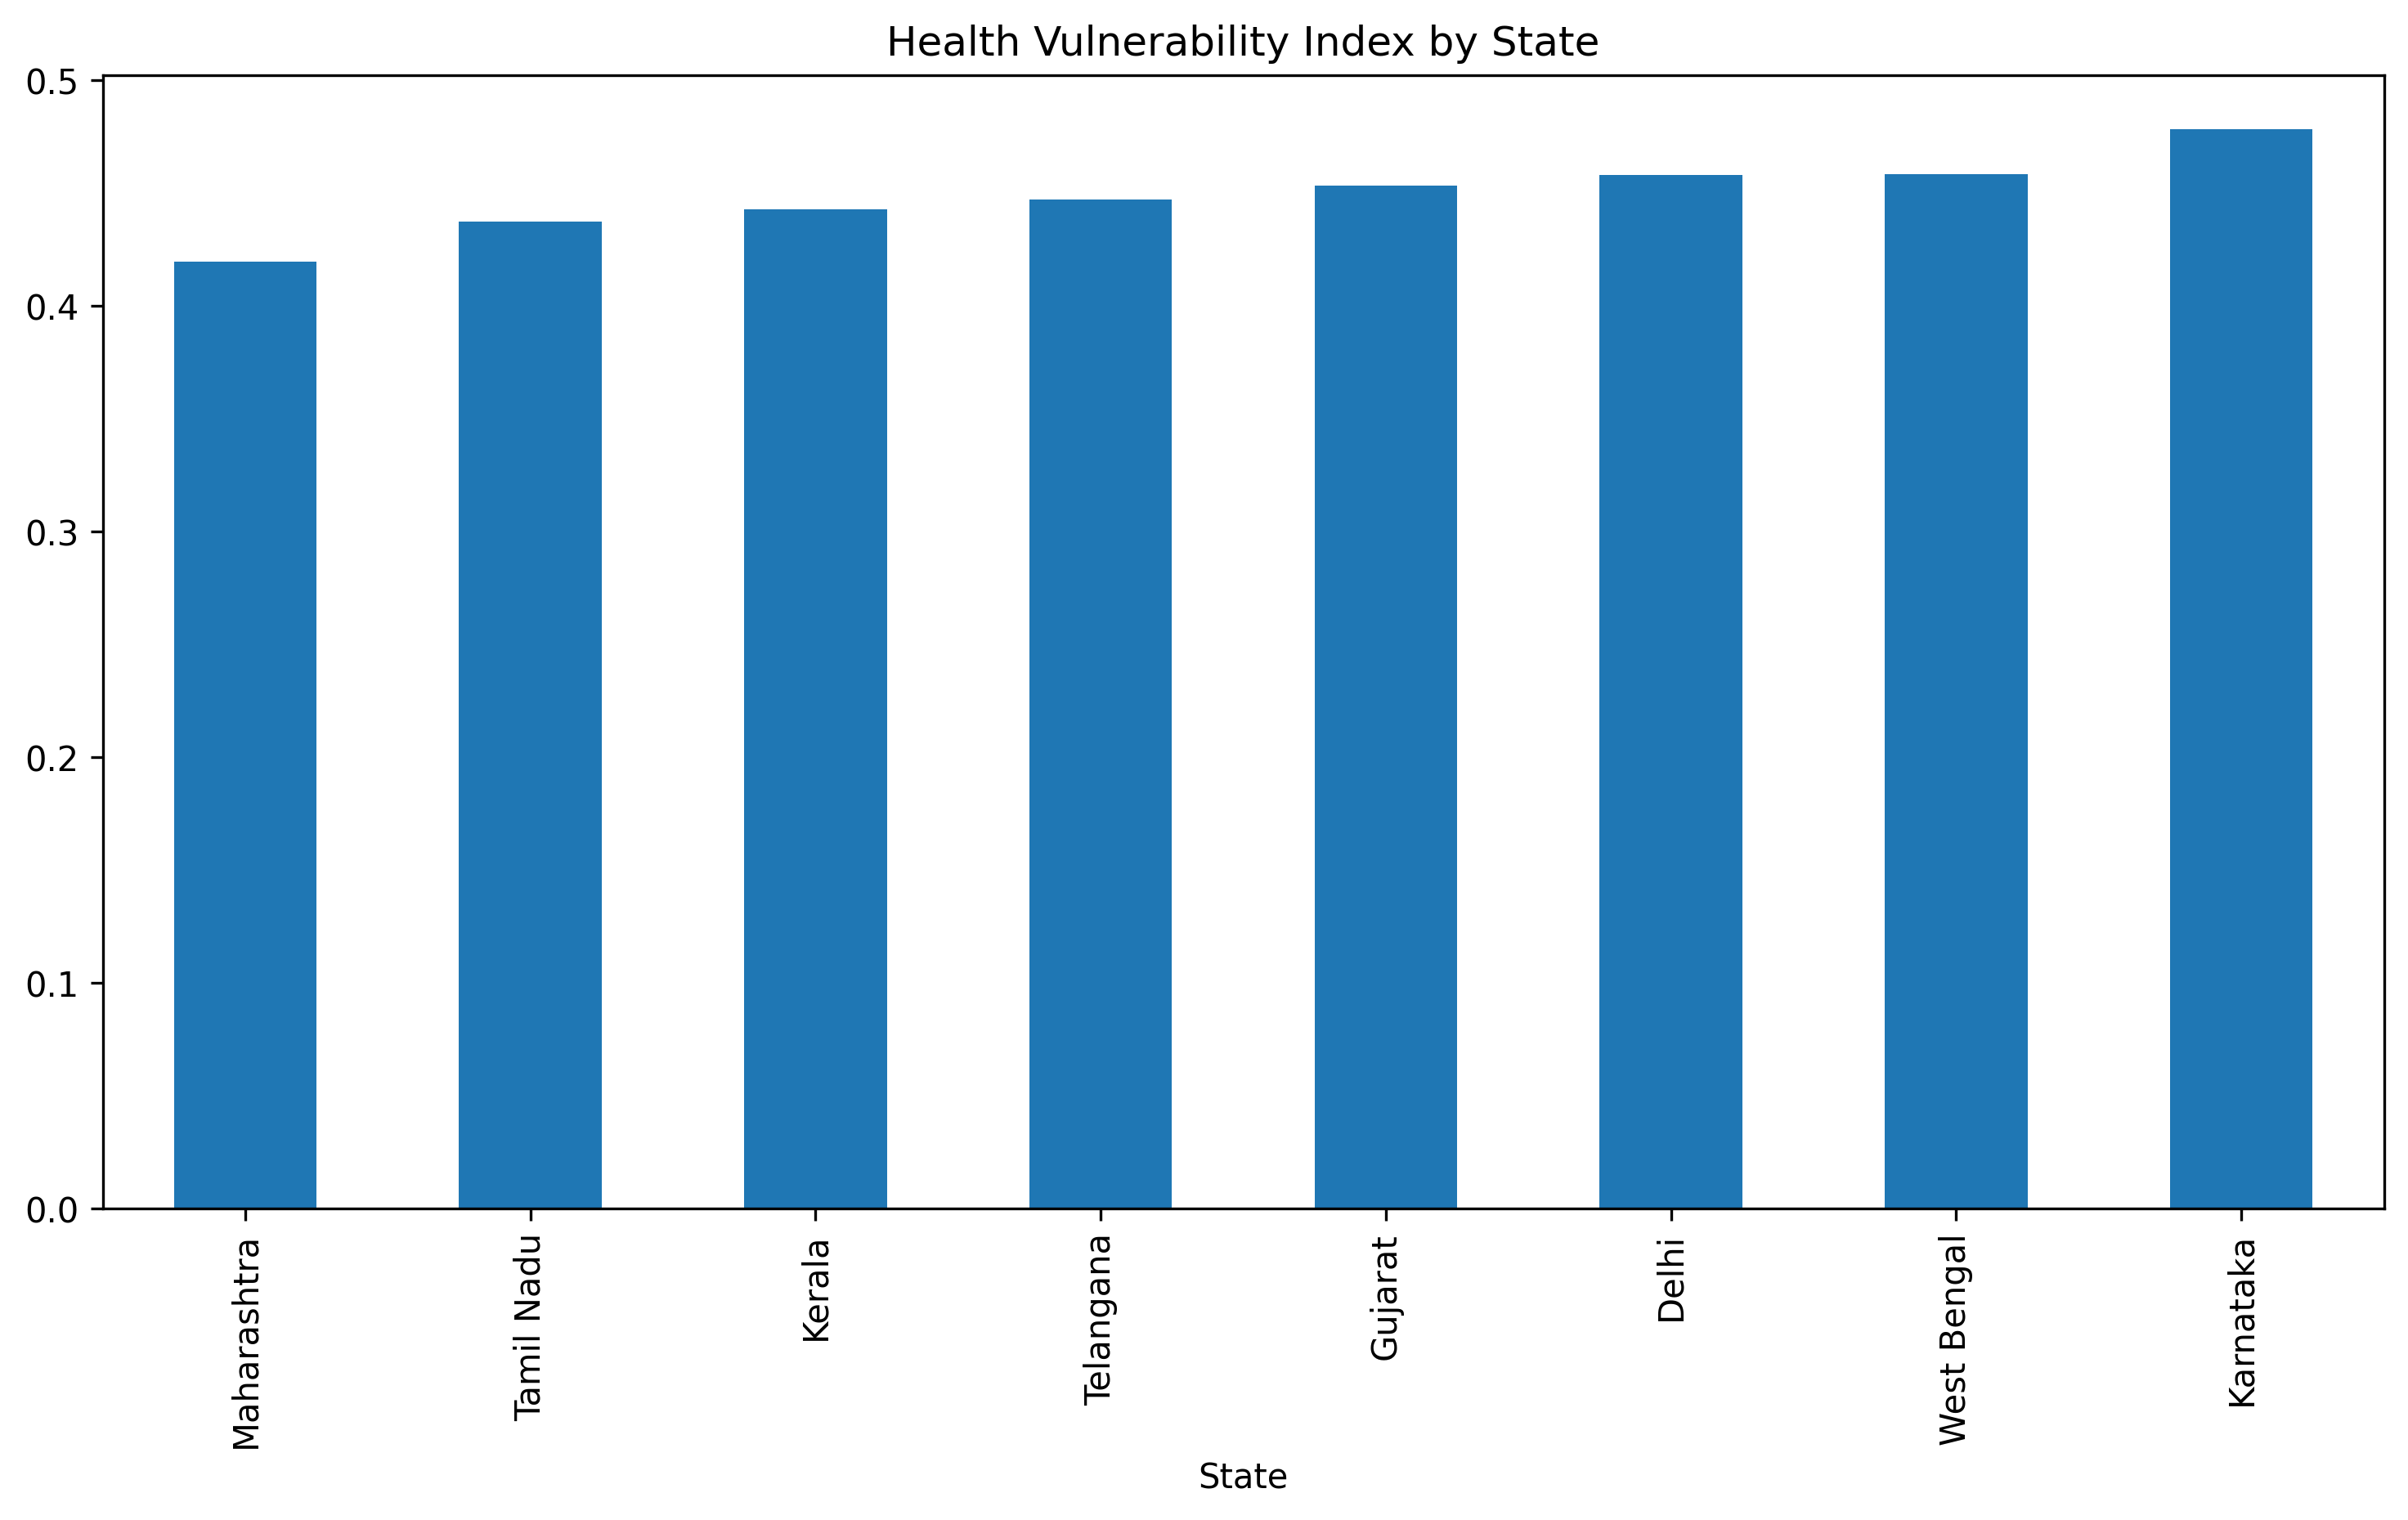 Health Vulnerability Index by State
0.5
0.4
0.3
0.2
0.1
0.0
Maharashtra
Tamil Nadu
Kerala
Telangana
Gujarat
Delhi
West Bengal
Karnataka
State